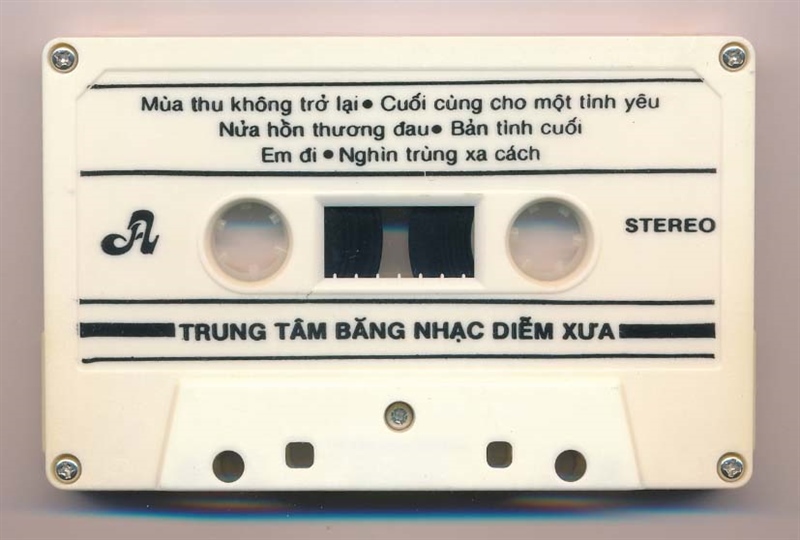 Mùa thu không trở lại • Cuối cùng cho một tình yêu
Nửa hồn thương đau • Bản tình cuối
Em đi • Nghìn trùng xa cách
A
STEREO
TRUNG TÂM BĂNG NHẠC DIỄM XƯA